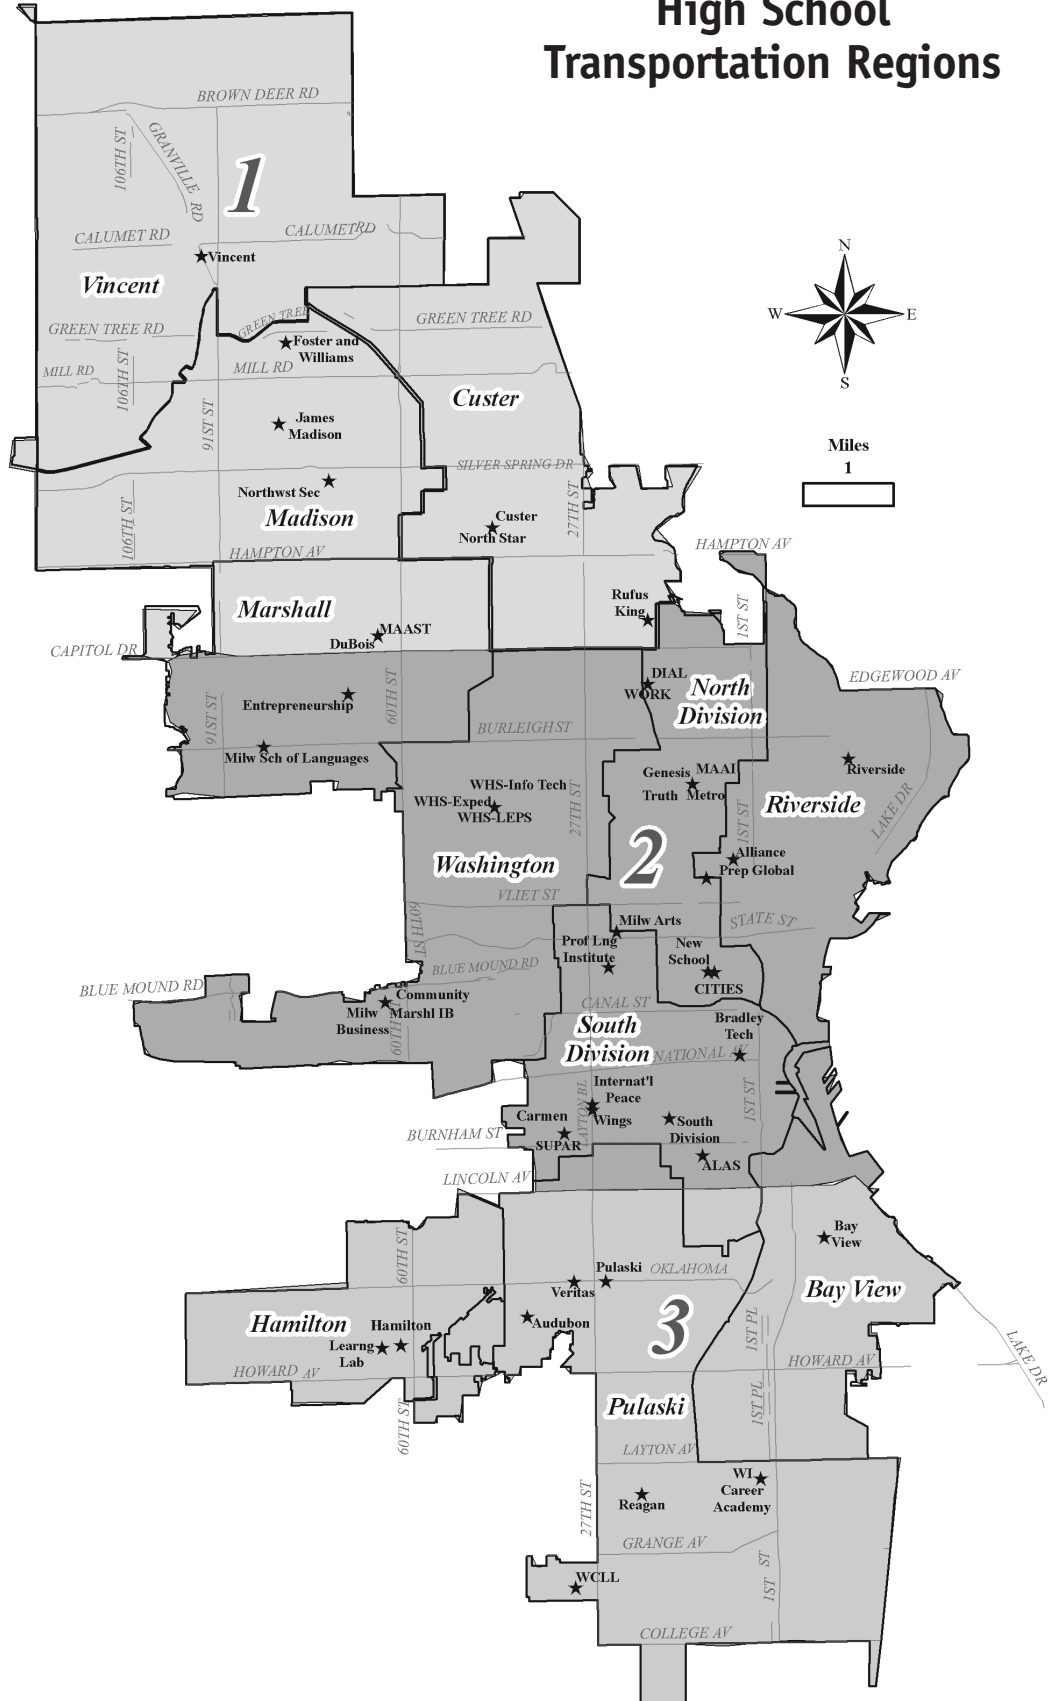 High School
Transportation Regions
BROWN DEER RD
106TH ST
GRANVILLE RD
1
CALUMET RD
CALUMET RD
Vincent
Vincent
N
W
E
S
GREEN TREE RD
GREEN TREE
GREEN TREE RD
Foster and
Williams
MILL RD
106TH ST
MILL RD
Custer
91ST ST
James
Madison
Miles
1
SILVER SPRING DR
Northwst Sec
27TH ST
Madison
106TH ST
Custer
North Star
HAMPTON AV
HAMPTON AV
Marshall
Rufus
King
1ST ST
MAAST
DuBois
CAPITOL DR
EDGEWOOD AV
DIAL
WORK
North
Division
60TH ST
Entrepreneurship
91ST ST
BURLEIGH ST
Milw Sch of Languages
Riverside
Genesis
MAAI
Truth
Metro
WHS-Info Tech
WHS-Exped
WHS-LEPS
27TH ST
1ST ST
Riverside
LAKE DR
2
Alliance
Prep Global
Washington
VLIET ST
60TH ST
Milw Arts
STATE ST
Prof Lng
Institute
New
School
CITIES
BLUE MOUND RD
BLUE MOUND RD
Community
Milw
Marshl IB
Business
60TH ST
CANAL ST
Bradley
Tech
South
Division
NATIONAL AV
Internat'l
Peace
LAYTON BL
1ST ST
Carmen
Wings
South
Division
BURNHAM ST
SUPAR
ALAS
LINCOLN AV
Bay
View
60TH ST
Pulaski
OKLAHOMA
Veritas
Bay View
Hamilton
Hamilton
Audubon
3
1ST PL
Learng
Lab
HOWARD AV
HOWARD AV
LAKE DR
60TH ST
Pulaski
1ST PL
LAYTON AV
WI
Career
Academy
Reagan
27TH ST
GRANGE AV
1ST ST
WCLL
COLLEGE AV